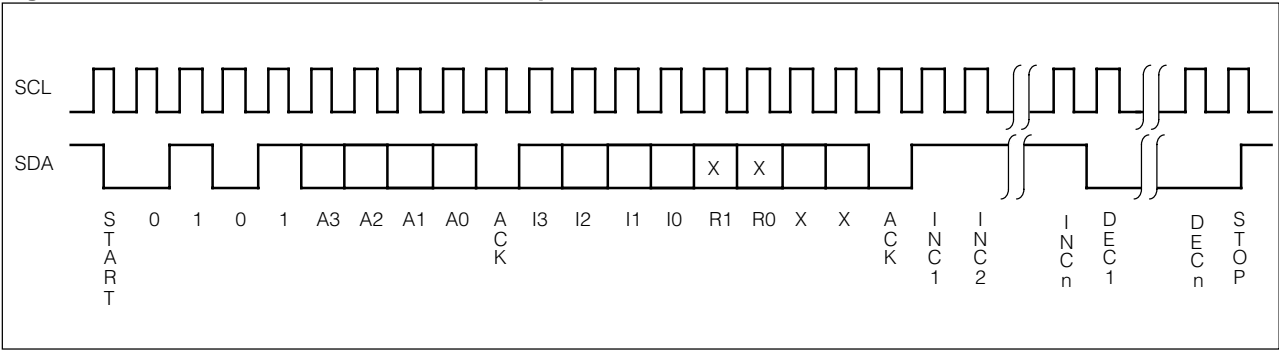 SCL
SDA
X X
START 0 1 0 1 A3 A2 A1 A0 ACK I3 I2 I1 I0 R1 R0 X X ACK INC1 INC2 INCn DEC1 DECn STOP